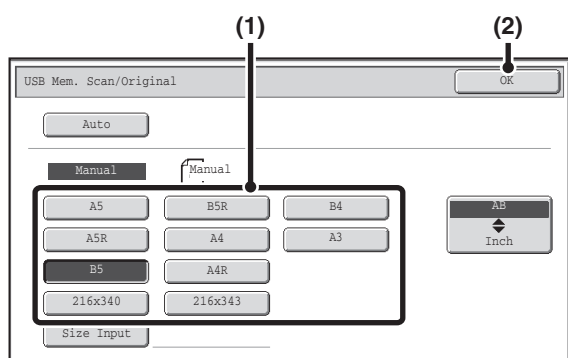 (1) (2)
USB Mem. Scan/Original OK
Auto
Manual Manual
A5 B5R B4 AB
A5R A4 A3 Inch
B5 A4R
216x340 216x343
Size Input